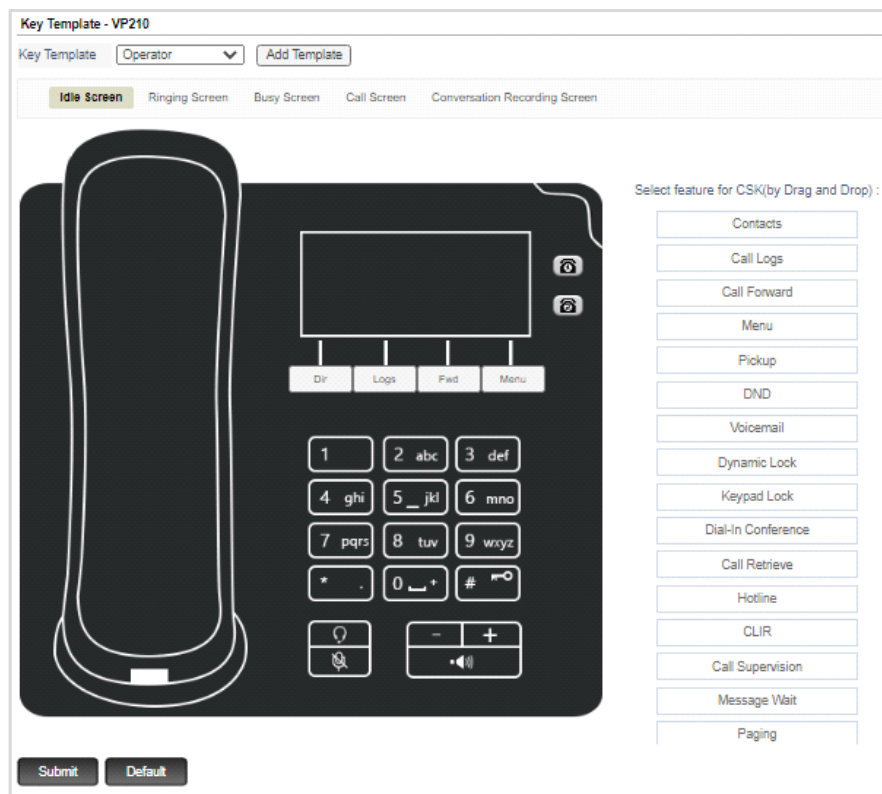 Key Template - VP210
Key Template Operator Add Template
Idle Screen Ringing Screen Busy Screen Call Screen Conversation Recording Screen
Select feature for CSK(by Drag and Drop) :
Contacts
Call Logs
Call Forward
Menu
Pickup
DND
Voicemail
Dynamic Lock
Keypad Lock
Dial-In Conference
Call Retrieve
Hotline
CLIR
Call Supervision
Message Wait
Paging
Dir Logs Fwd Menu
1 2 abc 3 def
4 ghi 5 _ jkl 6 mno
7 pqrs 8 tuv 9 wxyz
* . 0 + #
- +
Submit Default